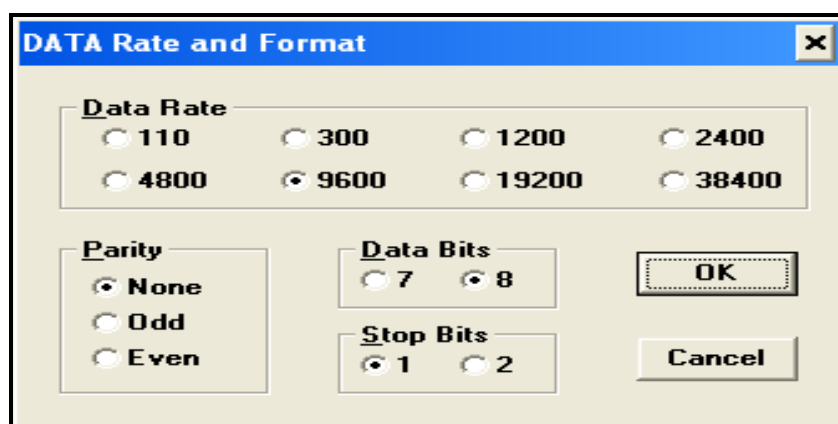 DATA Rate and Format
Data Rate
110 300 1200 2400
4800 9600 19200 38400
Parity
None
Odd
Even
Data Bits
7 8
Stop Bits
1 2
OK
Cancel